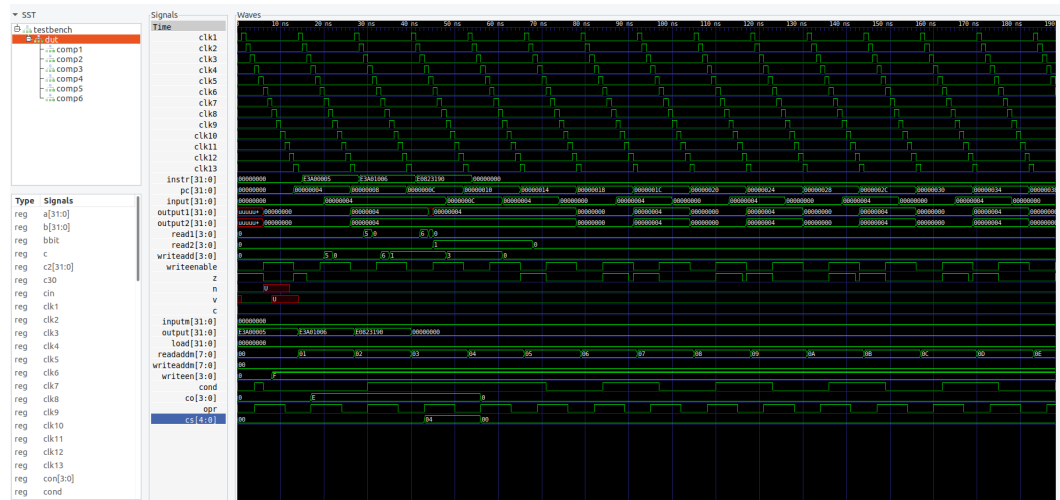 SST
testbench
dut
comp1
comp2
comp3
comp4
comp5
comp6
Type Signals
reg a[31:0]
reg b[31:0]
reg bbit
reg c
reg c2[31:0]
reg c30
reg cin
reg clk1
reg clk2
reg clk3
reg clk4
reg clk5
reg clk6
reg clk7
reg clk8
reg clk9
reg clk10
reg clk11
reg clk12
reg clk13
reg con[3:0]
reg cond
Signals
Time
clk1
clk2
clk3
clk4
clk5
clk6
clk7
clk8
clk9
clk10
clk11
clk12
clk13
instr[31:0]
pc[31:0]
input[31:0]
output1[31:0]
output2[31:0]
read1[3:0]
read2[3:0]
writeadd[3:0]
writeenable
z
n
v
c
inputm[31:0]
output[31:0]
load[31:0]
readaddm[7:0]
writeaddm[7:0]
writeen[3:0]
cond
co[3:0]
opr
cs[4:0]
Waves
10 ns 20 ns 30 ns 40 ns 50 ns 60 ns 70 ns 80 ns 90 ns 100 ns 110 ns 120 ns 130 ns 140 ns 150 ns 160 ns 170 ns 180 ns 190
00000000 E3A00005 E3A01006 E0823190 00000000
00000000 00000004 00000008 0000000C 00000010 00000014 00000018 0000001C 00000020 00000024 00000028 0000002C 00000030 00000034
00000000 00000004 0000000C 00000004 00000000 00000004 00000000 00000004 00000000 00000004 00000000 00000004 00000000 00000004 00000000 00000004 00000000 00000004 00000000
uuuuu+ 00000000 00000004 00000004 00000000 00000004 00000000 00000004 00000000 00000004 00000000 00000004 00000000 00000004
uuuuu+ 00000000 00000004 00000000 00000004 00000000 00000004 00000000 00000004 00000000 00000004 00000000 00000004
0 5 0 6 0
0 1 0
0 5 0 6 1 3 0
U
U
00000000
E3A00005 E3A01006 E0823190 00000000
00000000
00 01 02 03 04 05 06 07 08 09 0A 0B 0C 0D 0E
00
0 F
0 E 0
00 04 00